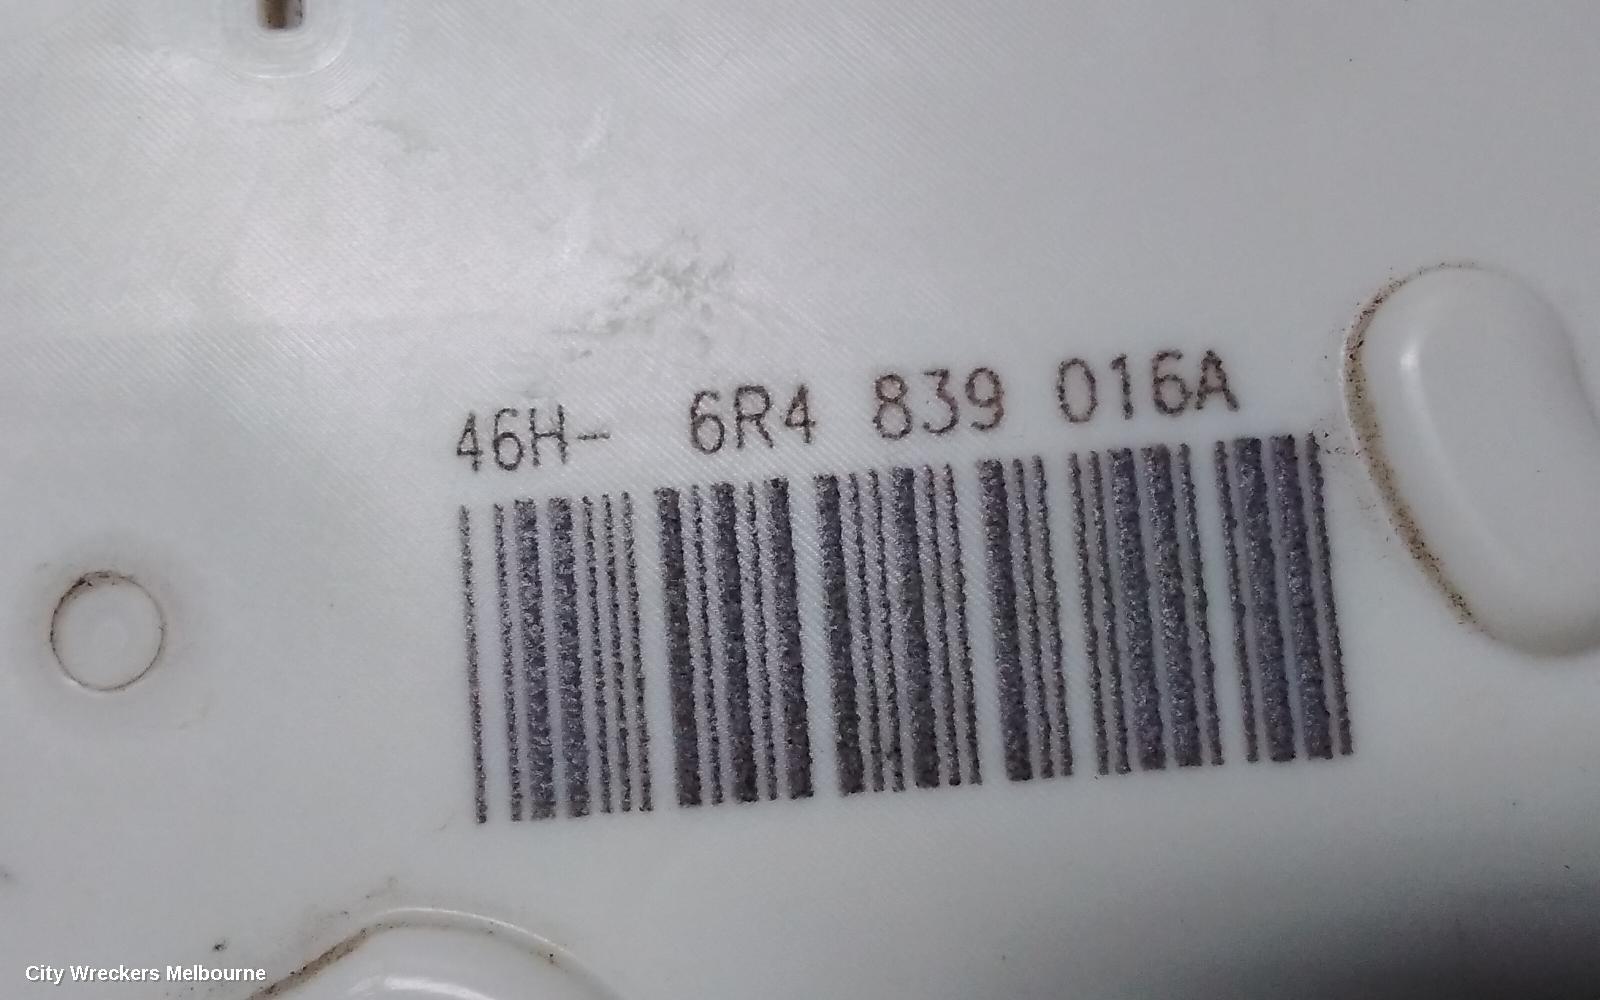 46H- 6R4 839 016A
City Wreckers Melbourne